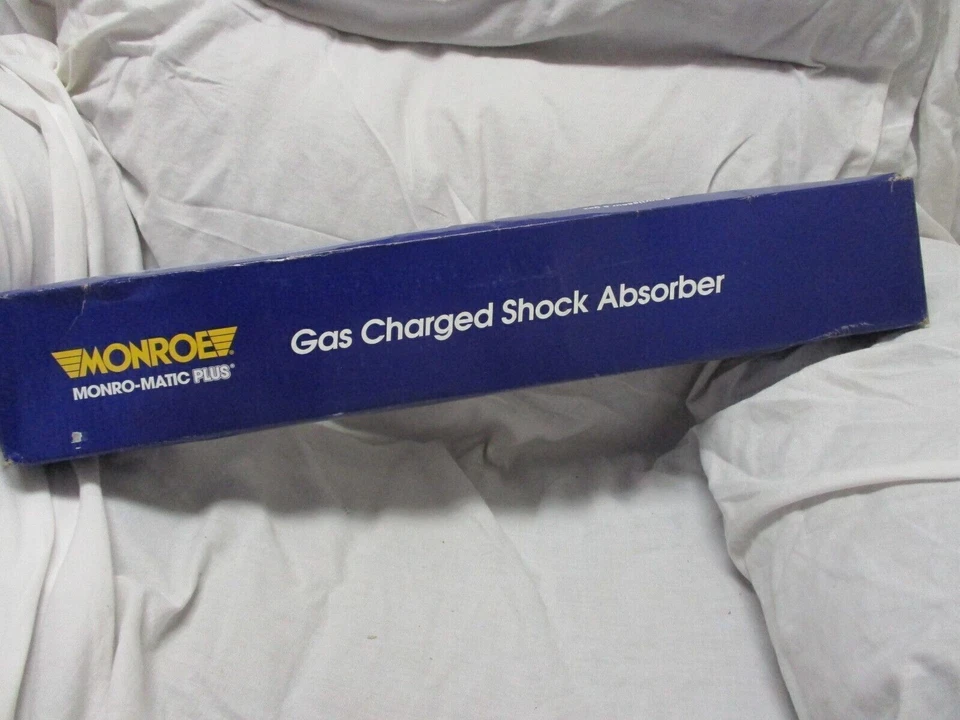 MONROE®
MONRO-MATIC PLUS®
Gas Charged Shock Absorber